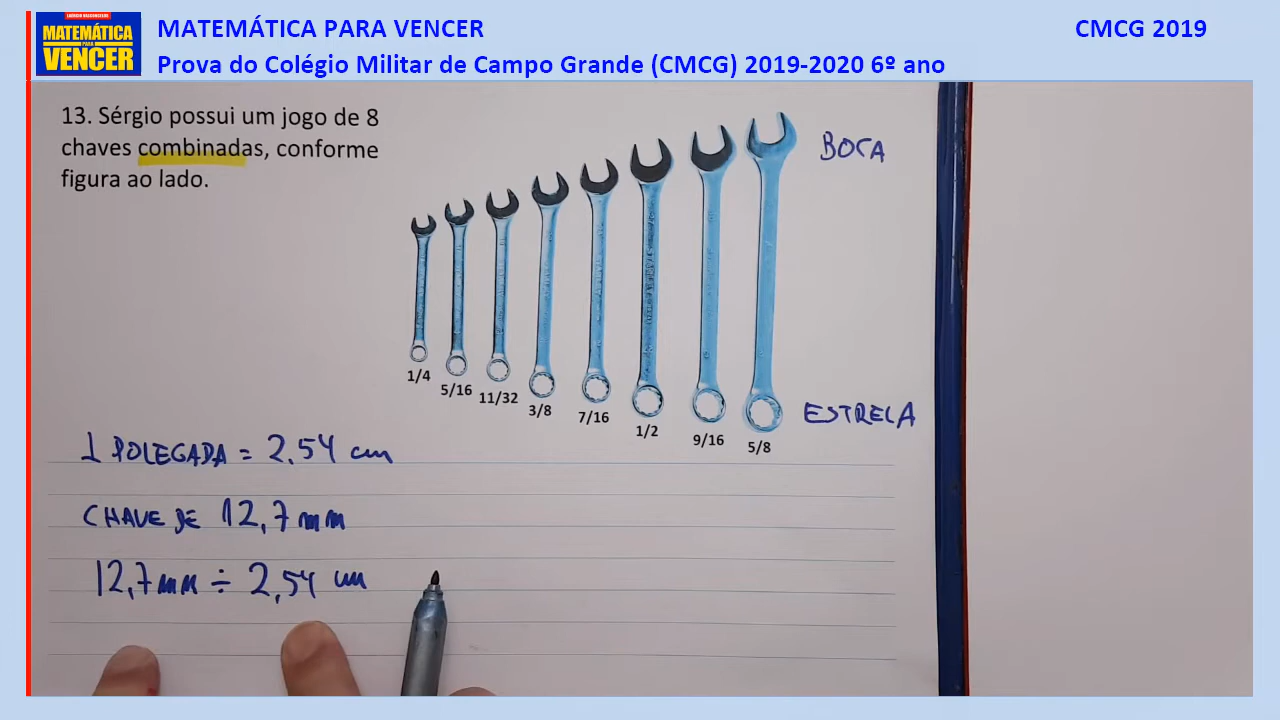 LAÉRCIO VASCONCELOS
MATEMÁTICA
PARA
VENCER
MATEMÁTICA PARA VENCER
CMCG 2019
Prova do Colégio Militar de Campo Grande (CMCG) 2019-2020 6º ano
13. Sérgio possui um jogo de 8
chaves combinadas, conforme
figura ao lado.
BOCA
1/4
5/16
11/32
3/8
7/16
1/2
9/16
5/8
ESTRELA
1 POLEGADA = 2,54 cm
CHAVE DE 12,7 mm
12,7 mm ÷ 2,54 cm